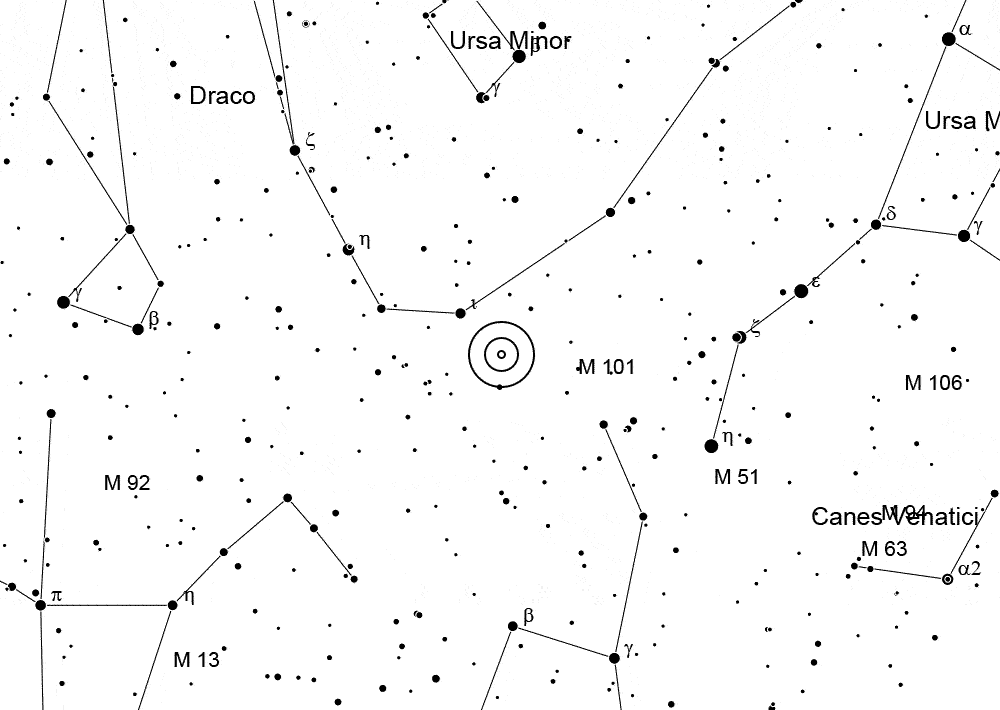 α
Ursa Minor
β
γ
Draco
Ursa M
ζ
δ
γ
η
ε
γ
ι
β
ζ
M 101
M 106
η
M 51
M 92
Canes Venatici
M 94
M 63
α2
π
η
β
γ
M 13